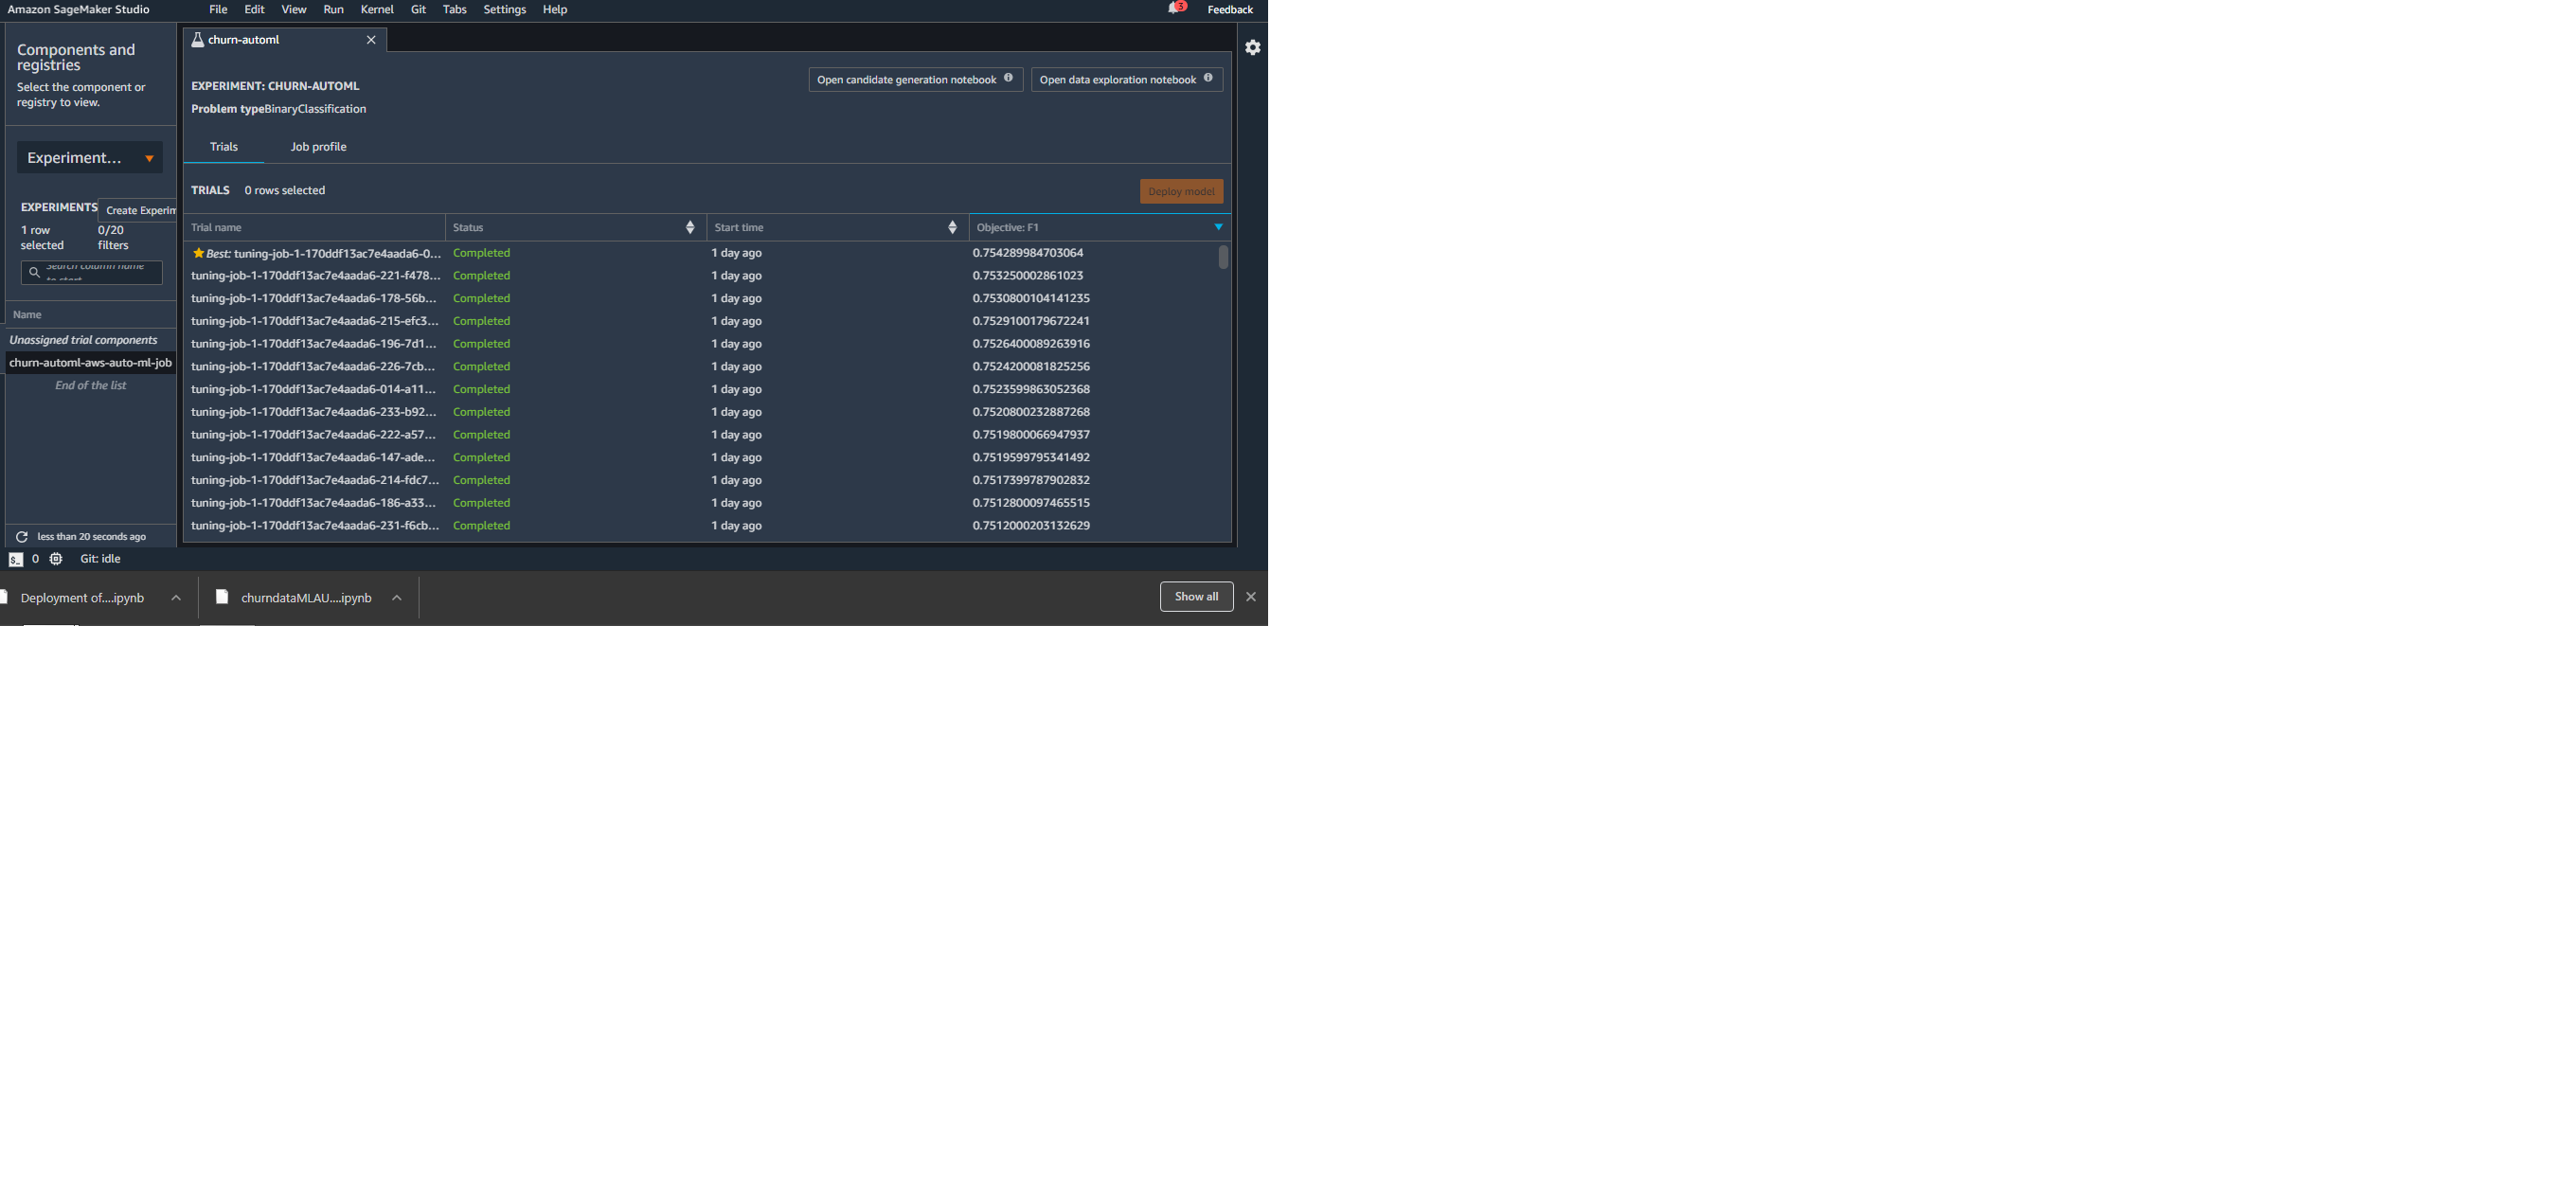 Amazon SageMaker Studio File Edit View Run Kernel Git Tabs Settings Help 3 Feedback
Components and
registries
Select the component or
registry to view.
Experiment...
EXPERIMENTS Create Experim
1 row 0/20
selected filters
Search column name
to start
Name
Unassigned trial components
churn-automl-aws-auto-ml-job
End of the list
less than 20 seconds ago
churn-automl
EXPERIMENT: CHURN-AUTOML
Open candidate generation notebook Open data exploration notebook
Problem typeBinaryClassification
Trials Job profile
TRIALS 0 rows selected Deploy model
Trial name Status Start time Objective: F1
Best: tuning-job-1-170ddf13ac7e4aada6-0... Completed 1 day ago 0.754289984703064
tuning-job-1-170ddf13ac7e4aada6-221-f478... Completed 1 day ago 0.753250002861023
tuning-job-1-170ddf13ac7e4aada6-178-56b... Completed 1 day ago 0.7530800104141235
tuning-job-1-170ddf13ac7e4aada6-215-efc3... Completed 1 day ago 0.7529100179672241
tuning-job-1-170ddf13ac7e4aada6-196-7d1... Completed 1 day ago 0.7526400089263916
tuning-job-1-170ddf13ac7e4aada6-226-7cb... Completed 1 day ago 0.7524200081825256
tuning-job-1-170ddf13ac7e4aada6-014-a11... Completed 1 day ago 0.7523599863052368
tuning-job-1-170ddf13ac7e4aada6-233-b92... Completed 1 day ago 0.7520800232887268
tuning-job-1-170ddf13ac7e4aada6-222-a57... Completed 1 day ago 0.7519800066947937
tuning-job-1-170ddf13ac7e4aada6-147-ade... Completed 1 day ago 0.7519599795341492
tuning-job-1-170ddf13ac7e4aada6-214-fdc7... Completed 1 day ago 0.7517399787902832
tuning-job-1-170ddf13ac7e4aada6-186-a33... Completed 1 day ago 0.7512800097465515
tuning-job-1-170ddf13ac7e4aada6-231-f6cb... Completed 1 day ago 0.7512000203132629
$_ 0 Git: idle
Deployment of....ipynb churndataMLAU....ipynb Show all